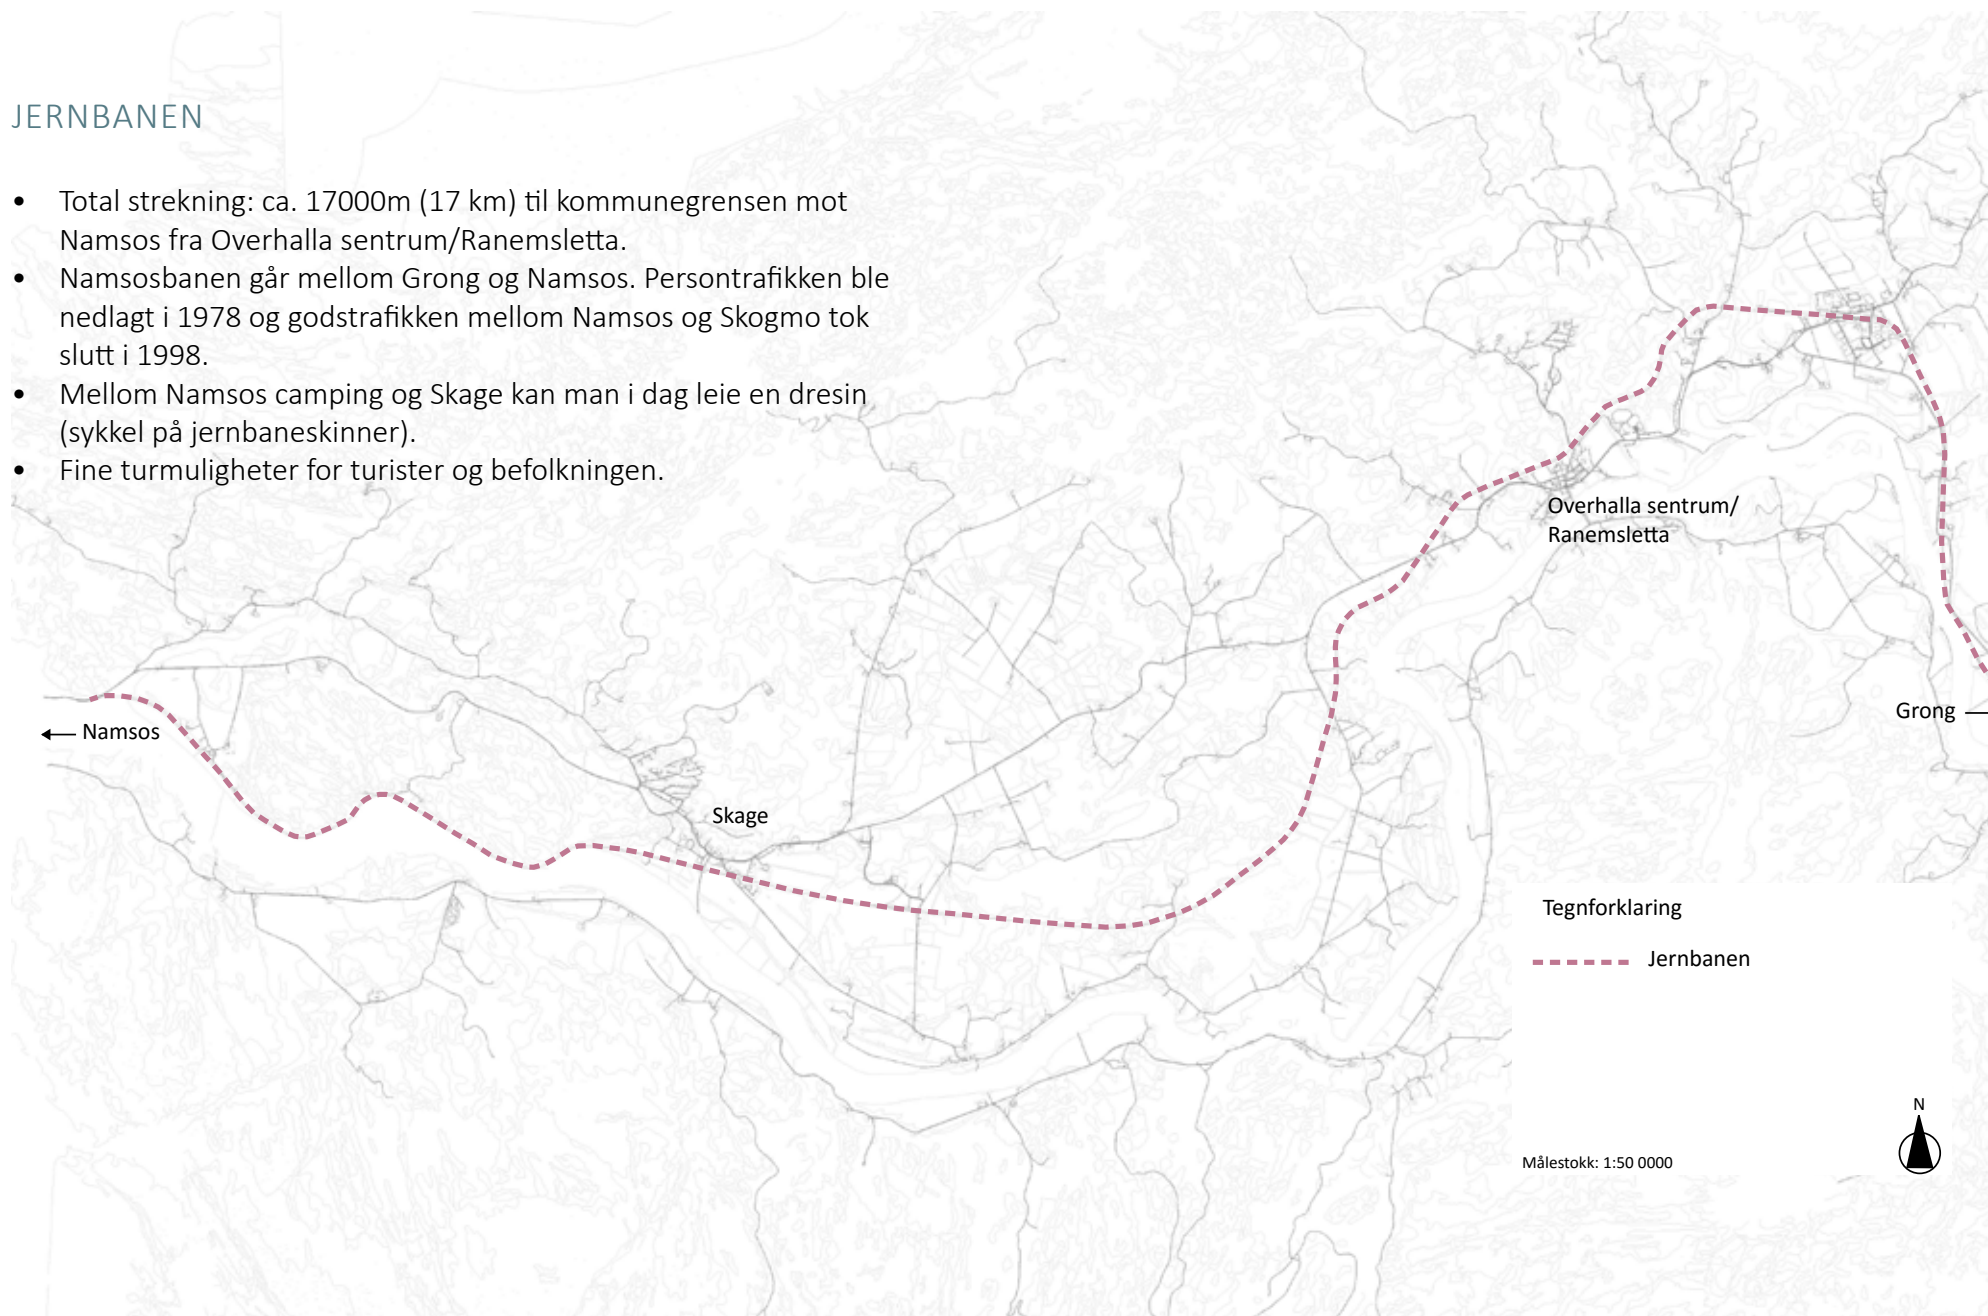 JERNBANEN
• Total strekning: ca. 17000m (17 km) til kommunegrensen mot
Namsos fra Overhalla sentrum/Ranemsletta.
• Namsosbanen går mellom Grong og Namsos. Persontrafikken ble
nedlagt i 1978 og godstrafikken mellom Namsos og Skogmo tok
slutt i 1998.
• Mellom Namsos camping og Skage kan man i dag leie en dresin
(sykkel på jernbaneskinner).
• Fine turmuligheter for turister og befolkningen.
Overhalla sentrum/
Ranemsletta
Grong
Namsos
Skage
Tegnforklaring
Jernbanen
N
Målestokk: 1:50 0000